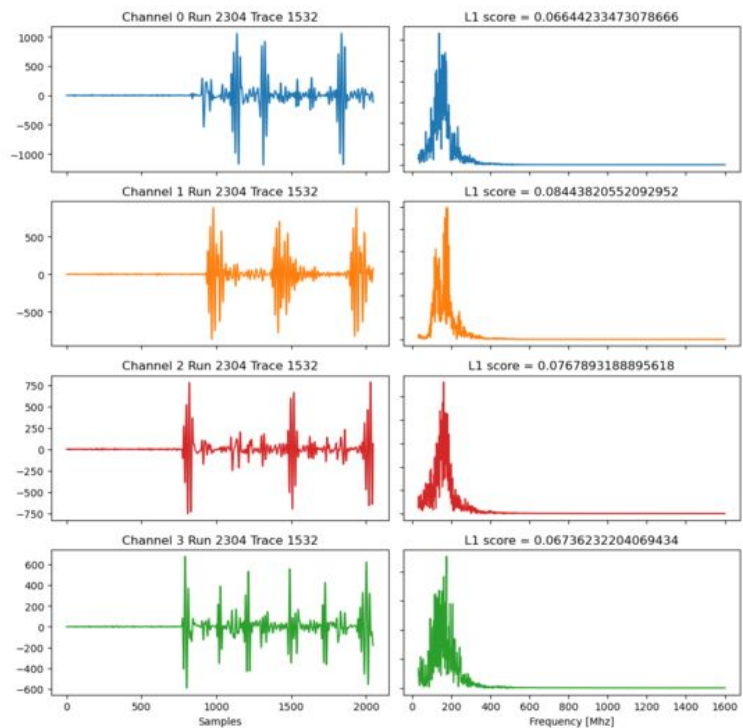 Channel 0 Run 2304 Trace 1532
L1 score = 0.06644233473078666
1000
500
0
−500
−1000
Channel 1 Run 2304 Trace 1532
L1 score = 0.08443820552092952
500
0
−500
Channel 2 Run 2304 Trace 1532
L1 score = 0.0767893188895618
750
500
250
0
−250
−500
−750
Channel 3 Run 2304 Trace 1532
L1 score = 0.06736232204069434
600
400
200
0
−200
−400
−600
0 500 1000 1500 2000
Samples
0 200 400 600 800 1000 1200 1400 1600
Frequency [Mhz]